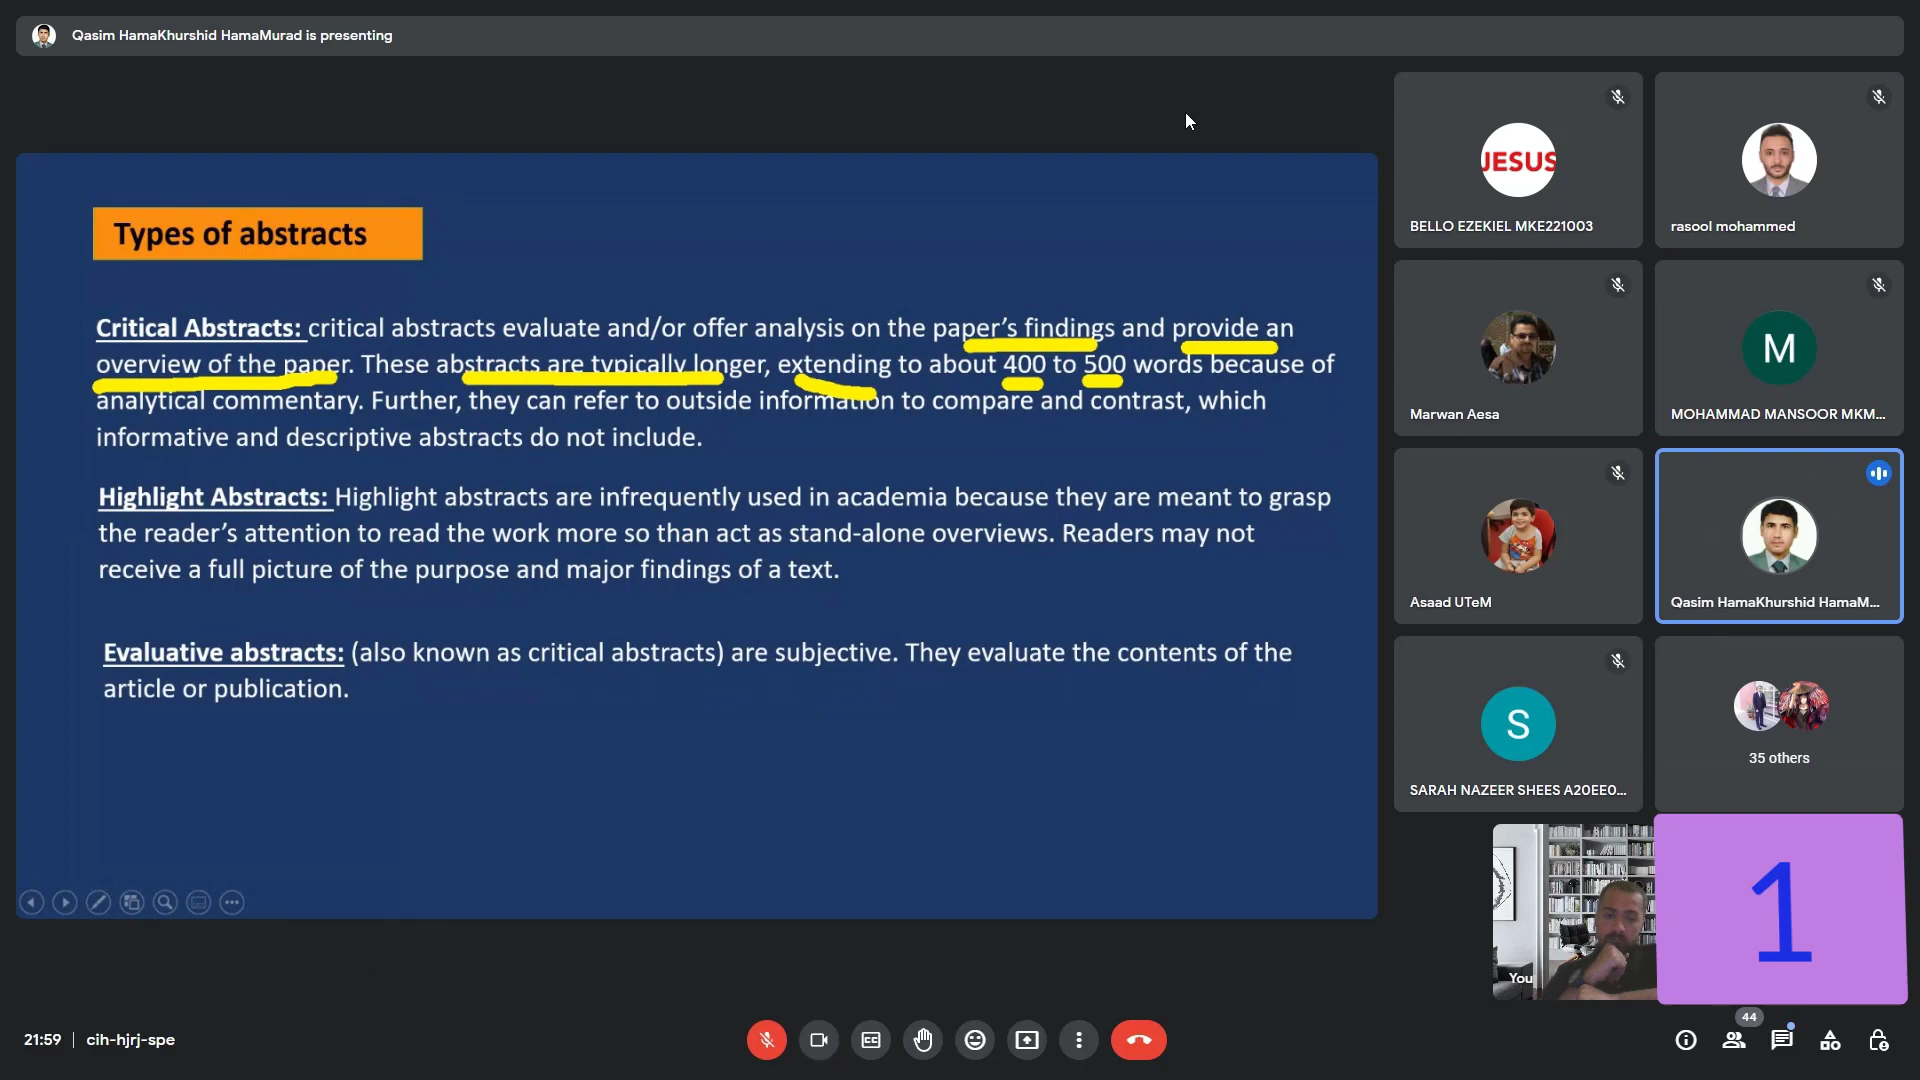 Qasim HamaKhurshid HamaMurad is presenting
Types of abstracts
Critical Abstracts: critical abstracts evaluate and/or offer analysis on the paper's findings and provide an
overview of the paper. These abstracts are typically longer, extending to about 400 to 500 words because of
analytical commentary. Further, they can refer to outside information to compare and contrast, which
informative and descriptive abstracts do not include.
Highlight Abstracts: Highlight abstracts are infrequently used in academia because they are meant to grasp
the reader's attention to read the work more so than act as stand-alone overviews. Readers may not
receive a full picture of the purpose and major findings of a text.
Evaluative abstracts: (also known as critical abstracts) are subjective. They evaluate the contents of the
article or publication.
JESUS
BELLO EZEKIEL MKE221003
rasool mohammed
Marwan Aesa
M
MOHAMMAD MANSOOR MKM...
Asaad UTeM
Qasim HamaKhurshid HamaM...
S
SARAH NAZEER SHEES A20EE0...
35 others
You
1
21:59
cih-hjrj-spe
CC
44